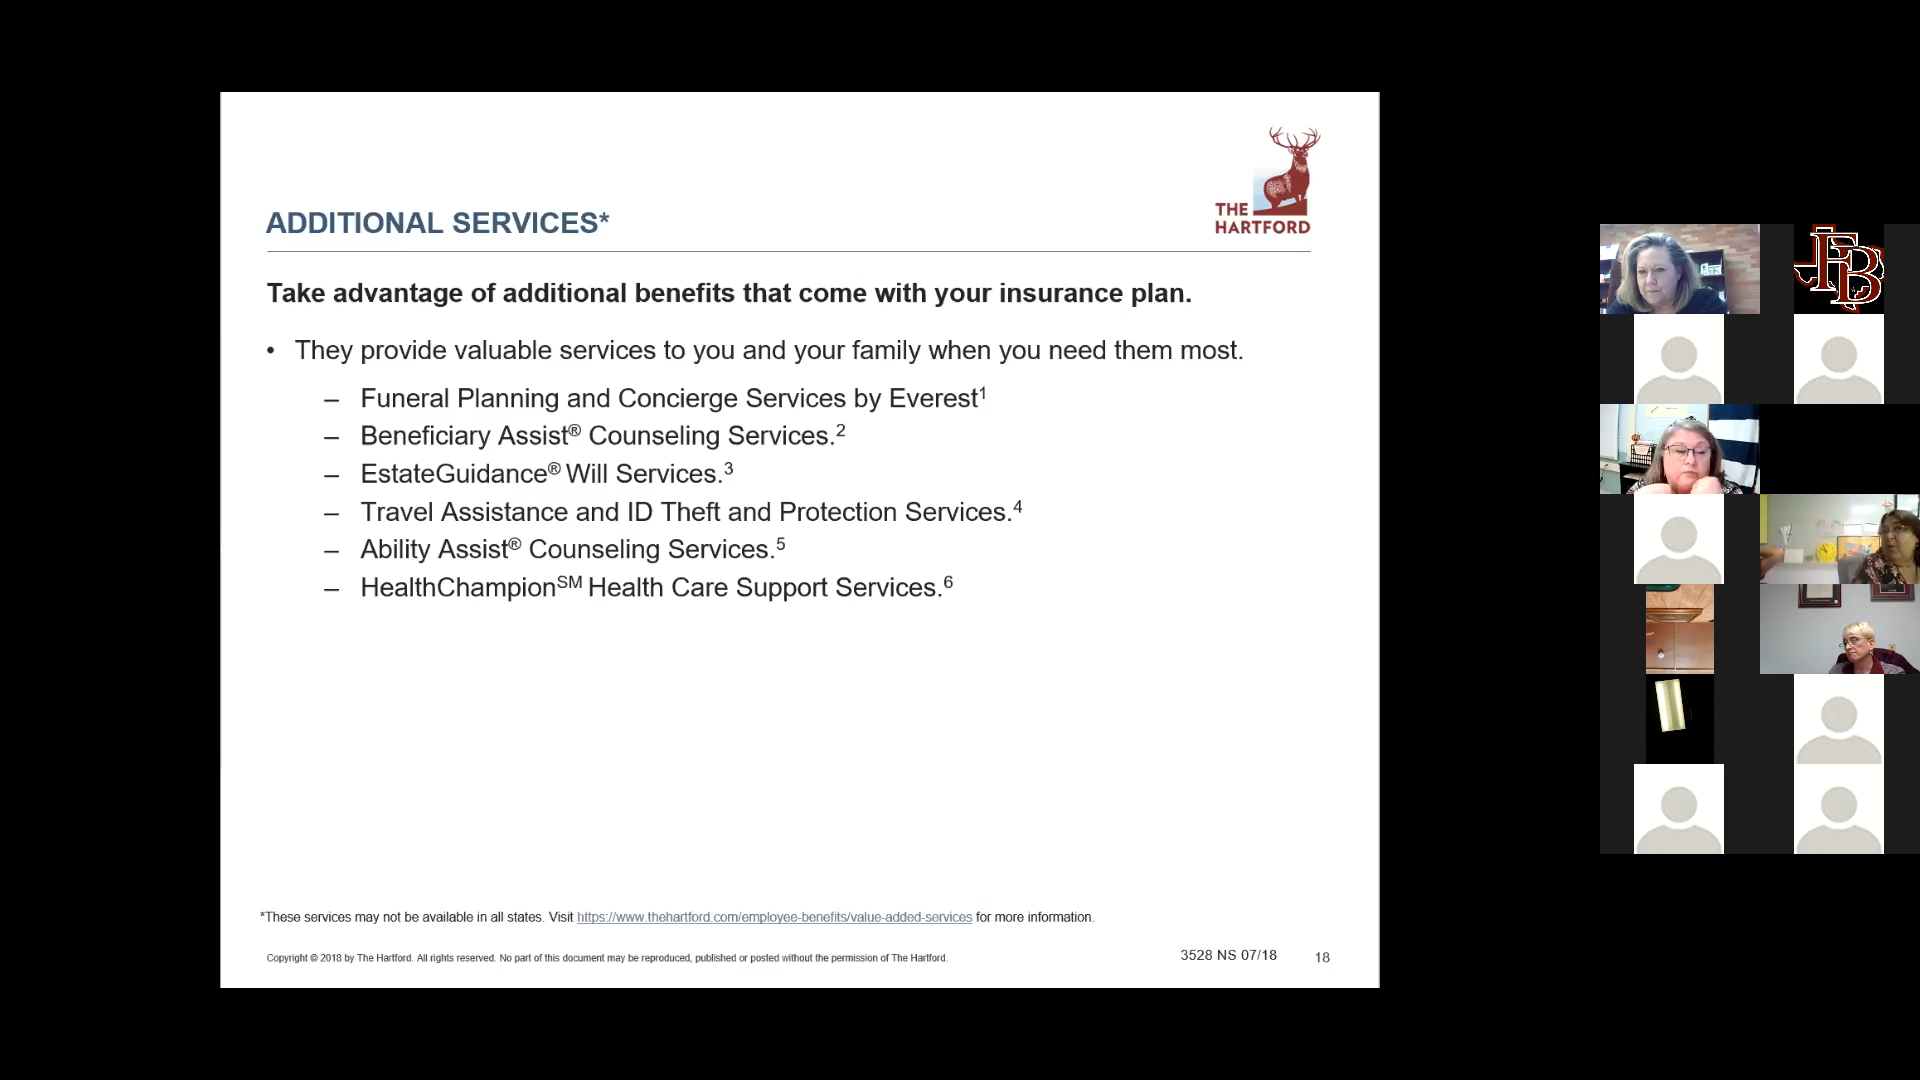 THE
HARTFORD
ADDITIONAL SERVICES*
Take advantage of additional benefits that come with your insurance plan.
• They provide valuable services to you and your family when you need them most.
– Funeral Planning and Concierge Services by Everest¹
– Beneficiary Assist® Counseling Services.²
– EstateGuidance® Will Services.³
– Travel Assistance and ID Theft and Protection Services.⁴
– Ability Assist® Counseling Services.⁵
– HealthChampion℠ Health Care Support Services.⁶
*These services may not be available in all states. Visit https://www.thehartford.com/employee-benefits/value-added-services for more information.
Copyright © 2018 by The Hartford. All rights reserved. No part of this document may be reproduced, published or posted without the permission of The Hartford.
3528 NS 07/18
18